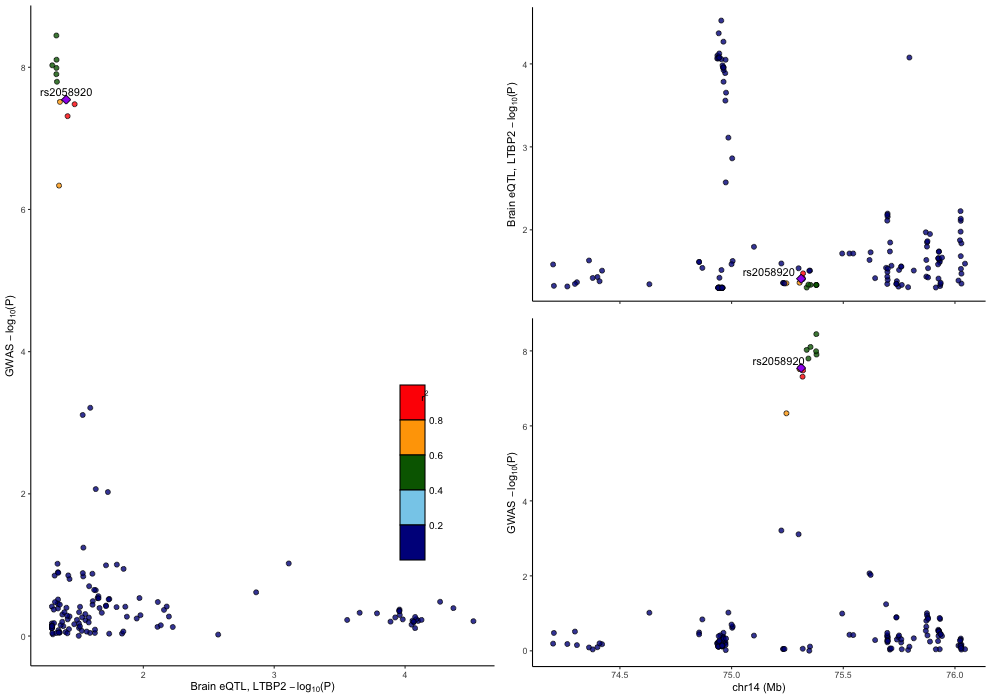 8
6
4
2
0
2
3
4
GWAS − log10(P)
Brain eQTL, LTBP2 − log10(P)
rs2058920
r2
0.8
0.6
0.4
0.2
4
3
2
Brain eQTL, LTBP2 − log10(P)
rs2058920
8
6
4
2
0
GWAS − log10(P)
rs2058920
74.5
75.0
75.5
76.0
chr14 (Mb)